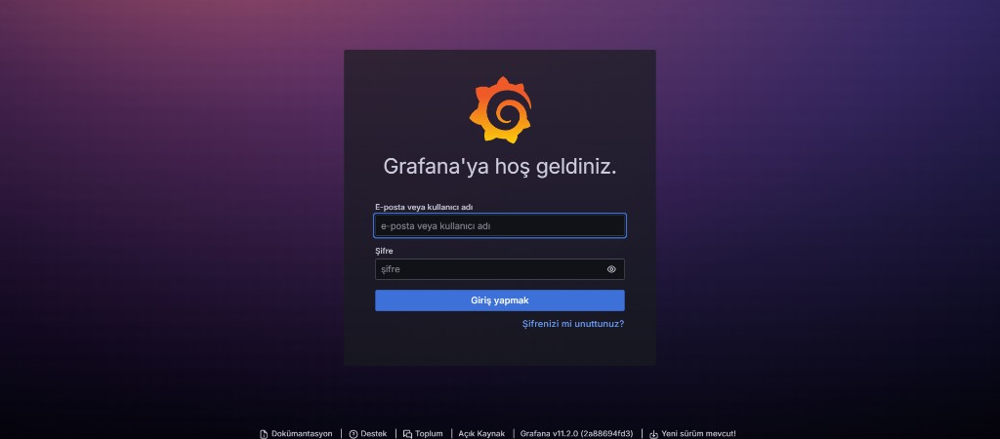 Grafana'ya hoş geldiniz.
E-posta veya kullanıcı adı
e-posta veya kullanıcı adı
Şifre
şifre
Giriş yapmak
Şifrenizi mi unuttunuz?
Dokümantasyon | Destek | Toplum | Açık Kaynak | Grafana v11.2.0 (2a88694fd3) | Yeni sürüm mevcut!